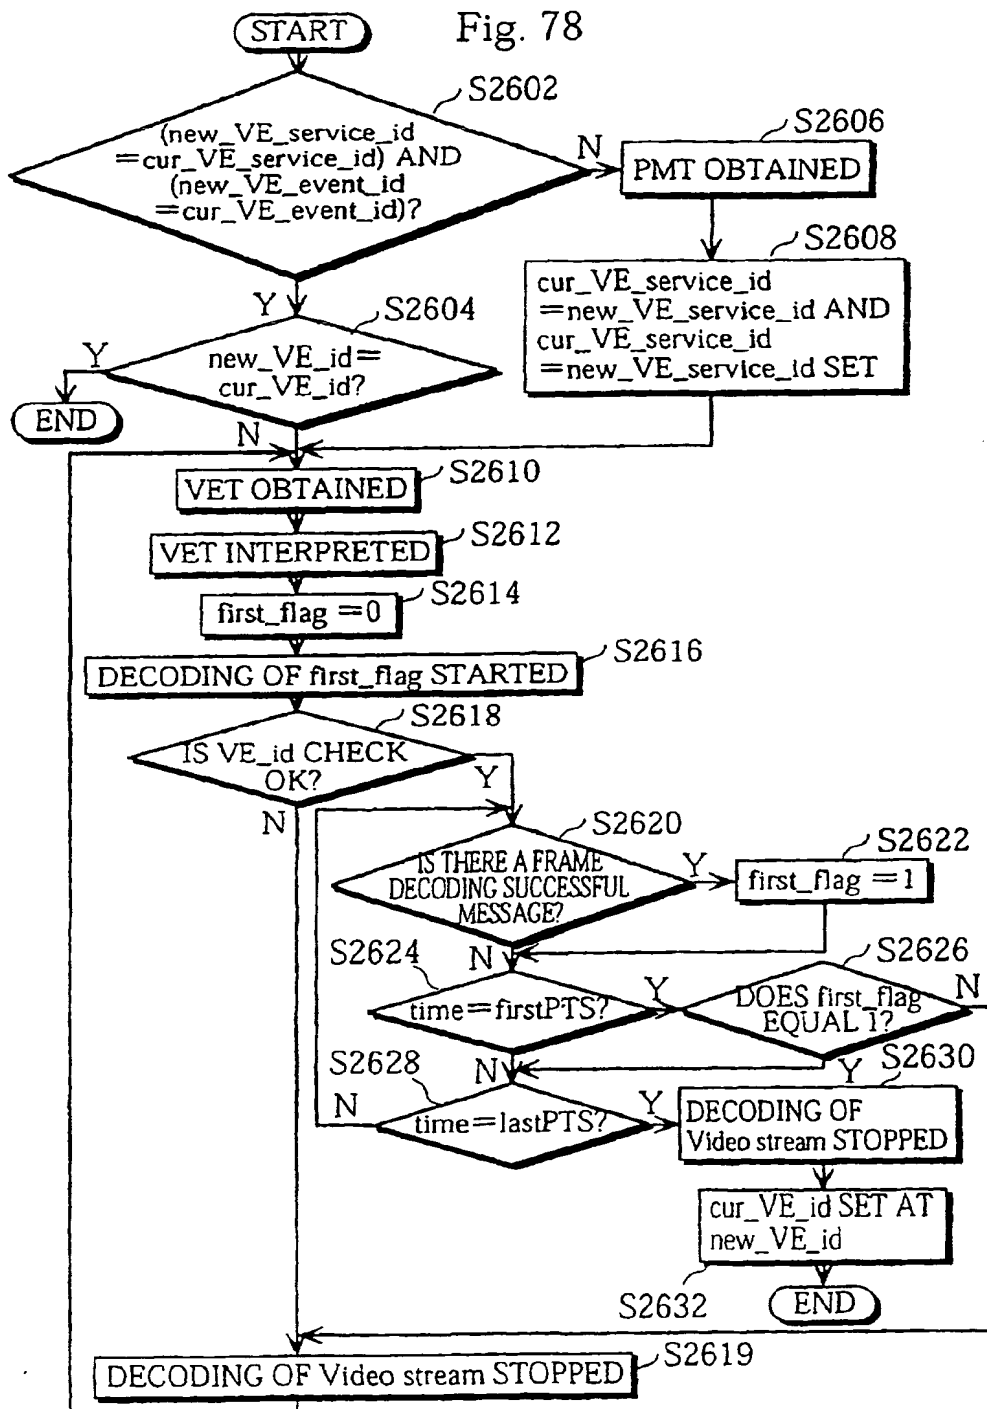 START
Fig. 78
S2602
(new_VE_service_id
=cur_VE_service_id) AND
(new_VE_event_id
=cur_VE_event_id)?
N
S2606
PMT OBTAINED
S2608
cur_VE_service_id
=new_VE_service_id AND
cur_VE_service_id
=new_VE_service_id SET
Y
S2604
new_VE_id=
cur_VE_id?
Y
END
N
VET OBTAINED
S2610
VET INTERPRETED
S2612
first_flag=0
S2614
DECODING OF first_flag STARTED
S2616
S2618
IS VE_id CHECK
OK?
Y
N
S2620
IS THERE A FRAME
DECODING SUCCESSFUL
MESSAGE?
Y
S2622
first_flag=1
N
S2624
time=firstPTS?
Y
S2626
DOES first_flag
EQUAL 1?
N
Y
N
S2628
time=lastPTS?
N
Y
S2630
DECODING OF
Video stream STOPPED
cur_VE_id SET AT
new_VE_id
S2632
END
DECODING OF Video stream STOPPED
S2619